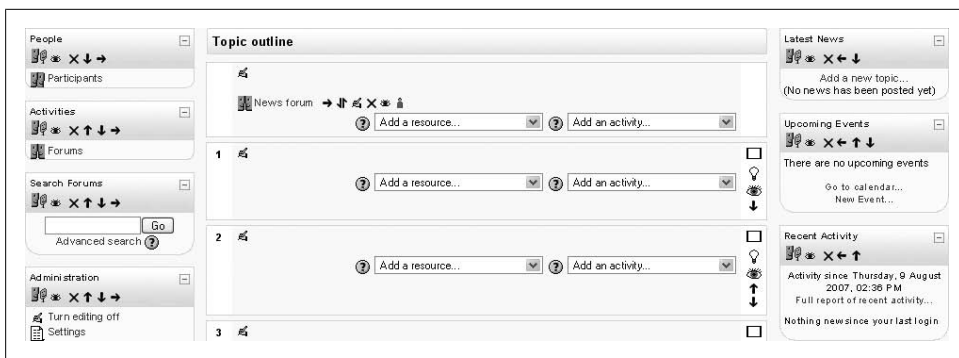 People
Participants
Activities
Forums
Search Forums
Go
Advanced search ?
Administration
Turn editing off
Settings
Topic outline
News forum
? Add a resource... ? Add an activity...
1
? Add a resource... ? Add an activity...
2
? Add a resource... ? Add an activity...
3
Latest News
Add a new topic...
(No news has been posted yet)
Upcoming Events
There are no upcoming events
Go to calendar...
New Event...
Recent Activity
Activity since Thursday, 9 August
2007, 02:36 PM
Full report of recent activity...
Nothing new since your last login